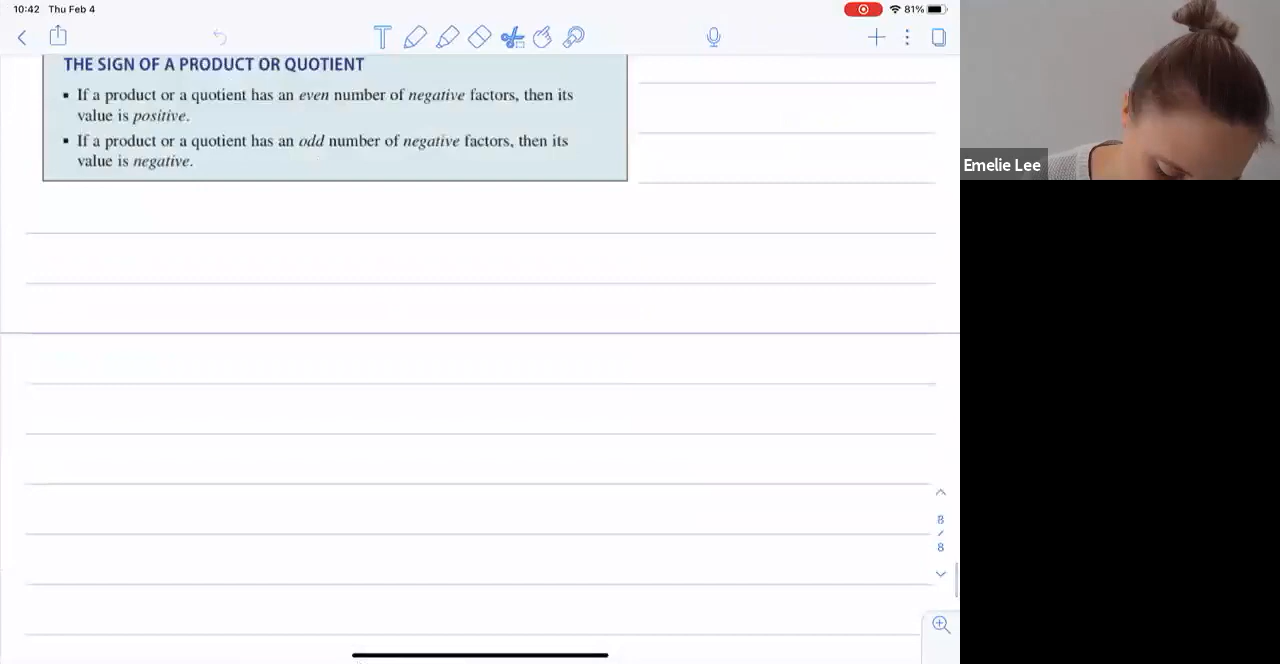 10:42 Thu Feb 4
81%
THE SIGN OF A PRODUCT OR QUOTIENT
▪ If a product or a quotient has an even number of negative factors, then its
value is positive.
▪ If a product or a quotient has an odd number of negative factors, then its
value is negative.
Emelie Lee
8
/
8